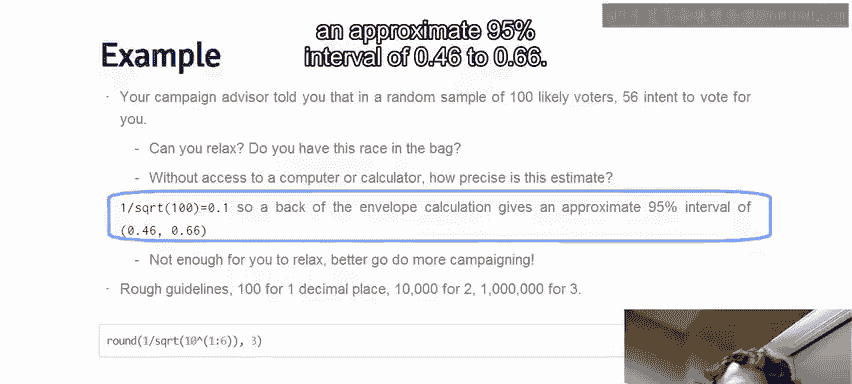 an approximate 95%
interval of 0.46 to 0.66.
Example
· Your campaign advisor told you that in a random sample of 100 likely voters, 56 intent to vote for
you.
- Can you relax? Do you have this race in the bag?
- Without access to a computer or calculator, how precise is this estimate?
1/sqrt(100)=0.1 so a back of the envelope calculation gives an approximate 95% interval of
(0.46, 0.66)
- Not enough for you to relax, better go do more campaigning!
· Rough guidelines, 100 for 1 decimal place, 10,000 for 2, 1,000,000 for 3.
round(1/sqrt(10^(1:6)), 3)